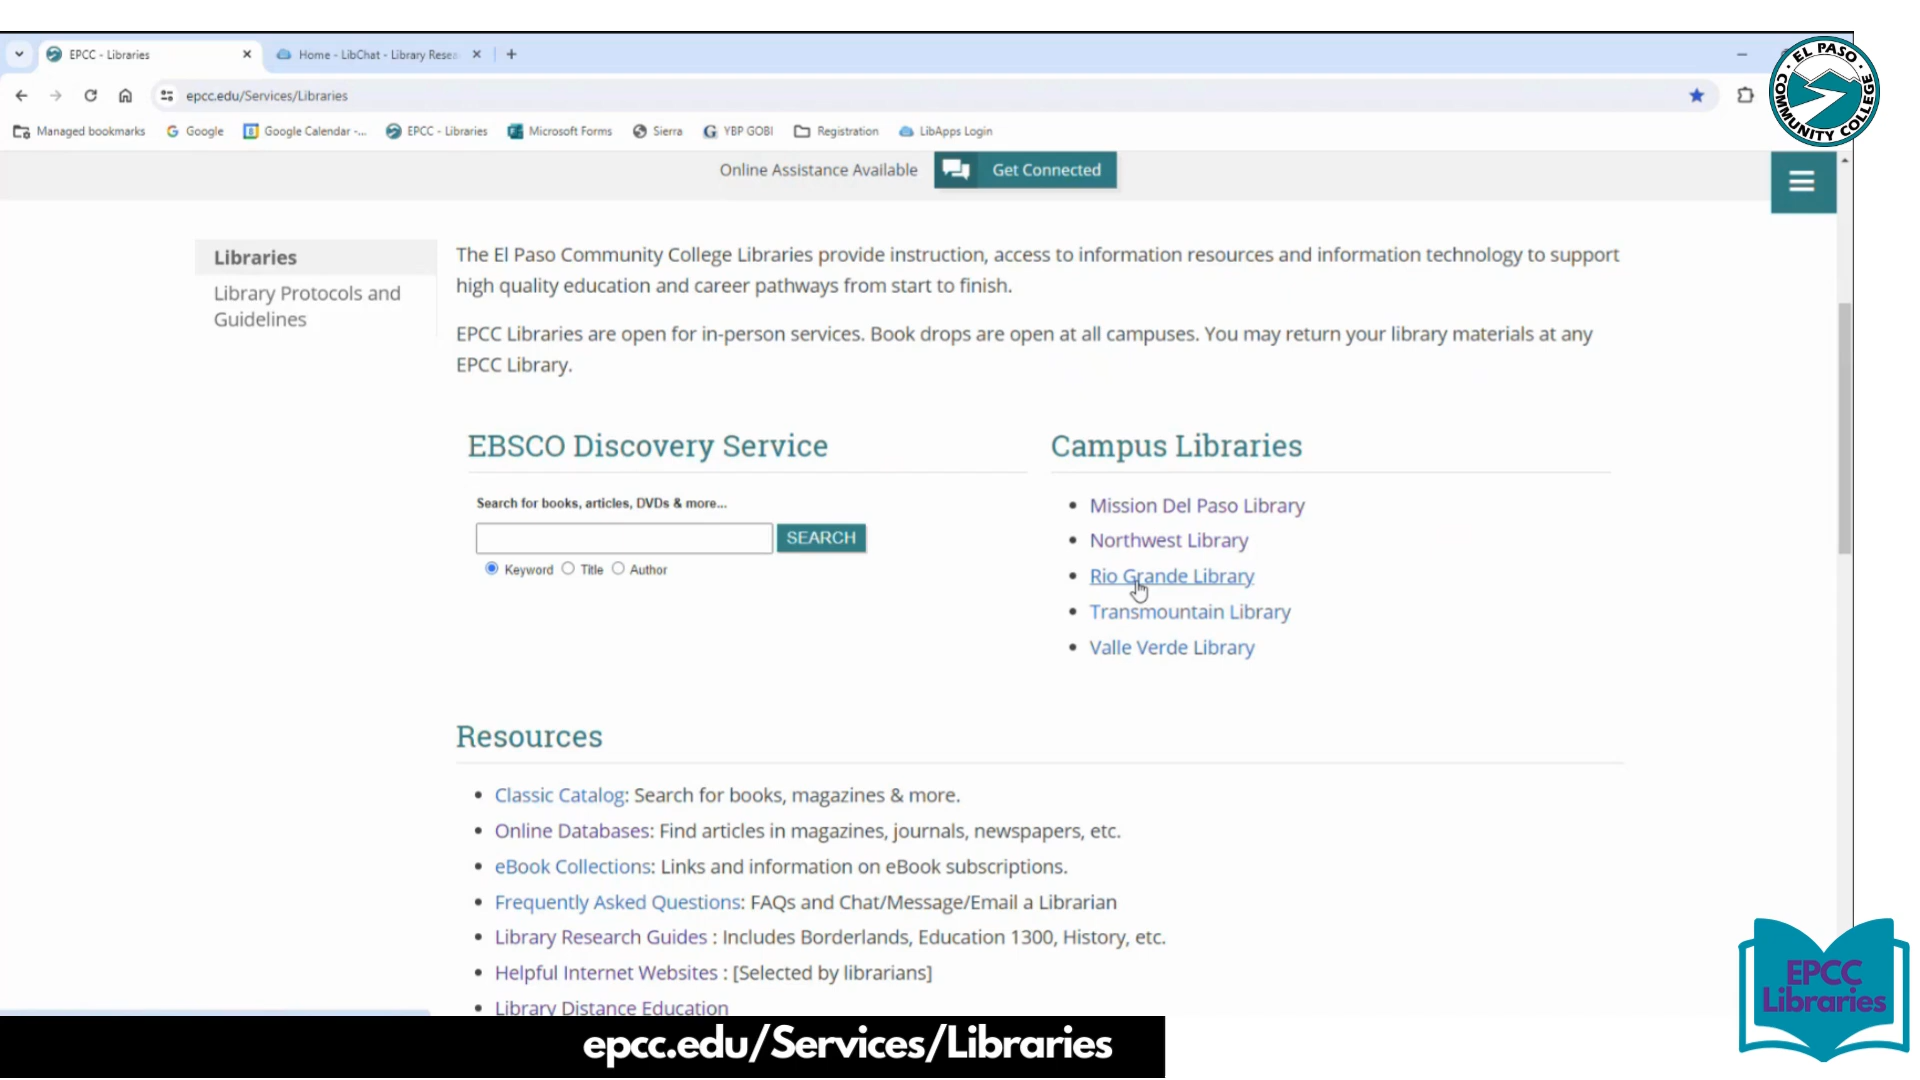 EPCC - Libraries
Home - LibChat - Library Resea
epcc.edu/Services/Libraries
Managed bookmarks
Google
Google Calendar -...
EPCC - Libraries
Microsoft Forms
Sierra
YBP GOBI
Registration
LibApps Login
EL PASO COMMUNITY COLLEGE
Online Assistance Available
Get Connected
Libraries
Library Protocols and
Guidelines
The El Paso Community College Libraries provide instruction, access to information resources and information technology to support
high quality education and career pathways from start to finish.
EPCC Libraries are open for in-person services. Book drops are open at all campuses. You may return your library materials at any
EPCC Library.
EBSCO Discovery Service
Search for books, articles, DVDs & more...
SEARCH
Keyword Title Author
Campus Libraries
Mission Del Paso Library
Northwest Library
Rio Grande Library
Transmountain Library
Valle Verde Library
Resources
Classic Catalog: Search for books, magazines & more.
Online Databases: Find articles in magazines, journals, newspapers, etc.
eBook Collections: Links and information on eBook subscriptions.
Frequently Asked Questions: FAQs and Chat/Message/Email a Librarian
Library Research Guides : Includes Borderlands, Education 1300, History, etc.
Helpful Internet Websites : [Selected by librarians]
Library Distance Education
EPCC
Libraries
epcc.edu/Services/Libraries